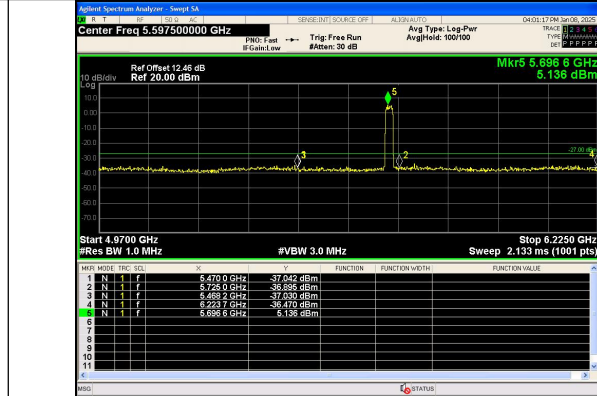 Agilent Spectrum Analyzer - Swept SA
R T RF 50 Ω AC SENSE:INT SOURCE OFF ALIGN AUTO 04:01:17 PM Jan 08, 2025
Center Freq 5.597500000 GHz Avg Type: Log-Pwr TRACE 1 2 3 4 5
PNO: Fast Trig: Free Run Avg|Hold: 100/100 TYPE M
IFGain:Low #Atten: 30 dB DET P P P P P
Mkr5 5.696 6 GHz
Ref Offset 12.46 dB 5.136 dBm
10 dB/div Ref 20.00 dBm
Log
10.0
0.00
-10.0
-20.0
-27.00 dBm
-30.0
-40.0
-50.0
-60.0
-70.0
5
3
2
4
Start 4.9700 GHz Stop 6.2250 GHz
#Res BW 1.0 MHz #VBW 3.0 MHz Sweep 2.133 ms (1001 pts)
MKR MODE TRC SCL X Y FUNCTION FUNCTION WIDTH FUNCTION VALUE
1 N 1 f 5.470 0 GHz -37.042 dBm
2 N 1 f 5.725 0 GHz -36.895 dBm
3 N 1 f 5.468 2 GHz -37.030 dBm
4 N 1 f 6.223 7 GHz -36.470 dBm
5 N 1 f 5.696 6 GHz 5.136 dBm
6
7
8
9
10
11
MSG STATUS